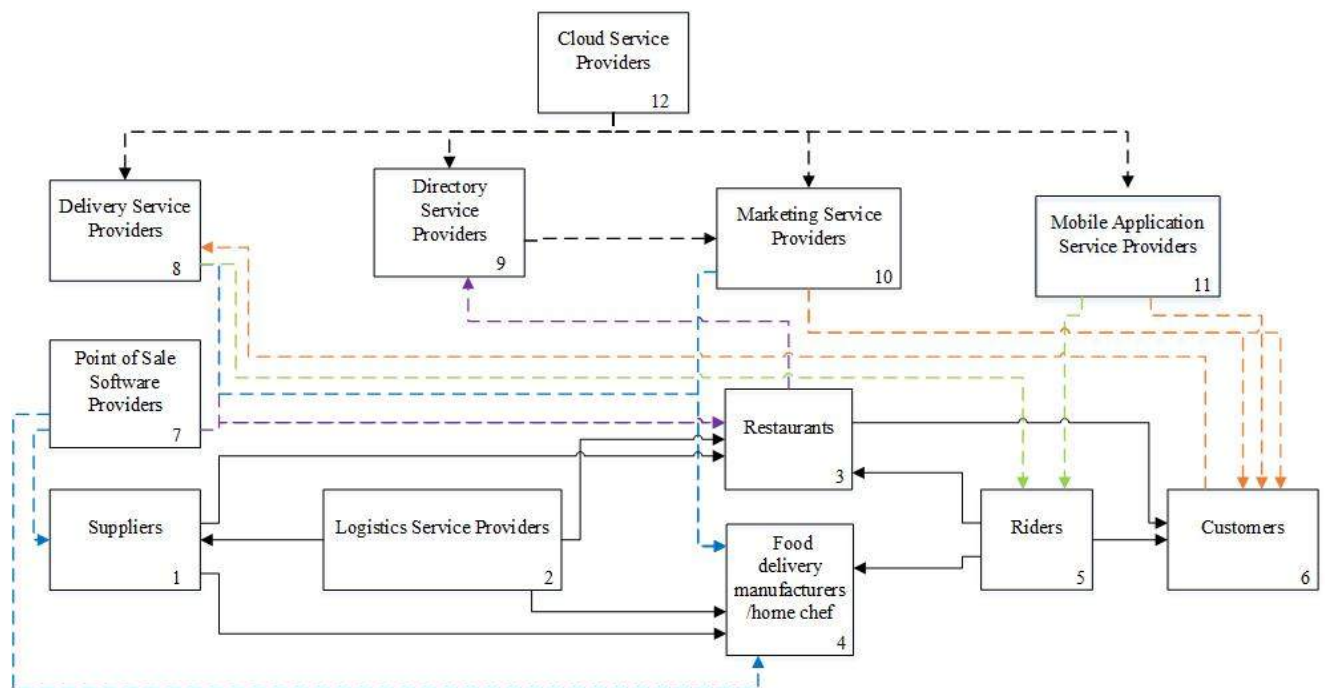 Cloud Service
Providers
12
Delivery Service
Providers
8
Directory
Service
Providers
9
Marketing Service
Providers
10
Mobile Application
Service Providers
11
Point of Sale
Software
Providers
7
Restaurants
3
Suppliers
1
Logistics Service Providers
2
Food
delivery
manufacturers
/home chef
4
Riders
5
Customers
6